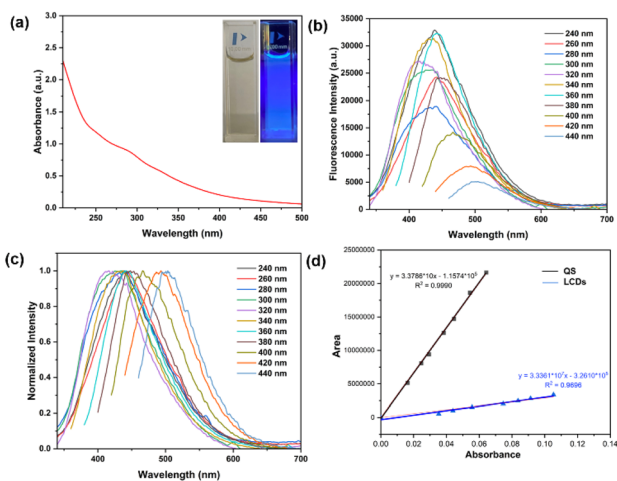 (a)
2.5
2.0
1.5
1.0
0.5
0.0
Absorbance (a.u.)
250 300 350 400 450 500
Wavelength (nm)
(b)
35000
30000
25000
20000
15000
10000
5000
0
Fluorescence Intensity (a.u.)
240 nm
260 nm
280 nm
300 nm
320 nm
340 nm
360 nm
380 nm
400 nm
420 nm
440 nm
400 500 600 700
Wavelength (nm)
(c)
1.0
0.8
0.6
0.4
0.2
0.0
Normalized Intensity
240 nm
260 nm
280 nm
300 nm
320 nm
340 nm
360 nm
380 nm
400 nm
420 nm
440 nm
400 500 600 700
Wavelength (nm)
(d)
25000000
20000000
15000000
10000000
5000000
0
Area
y = 3.3786*10x - 1.1574*10⁵
R² = 0.9990
QS
LCDs
y = 3.3361*10⁷x - 3.2610*10⁵
R² = 0.9696
0.00 0.02 0.04 0.06 0.08 0.10 0.12 0.14
Absorbance